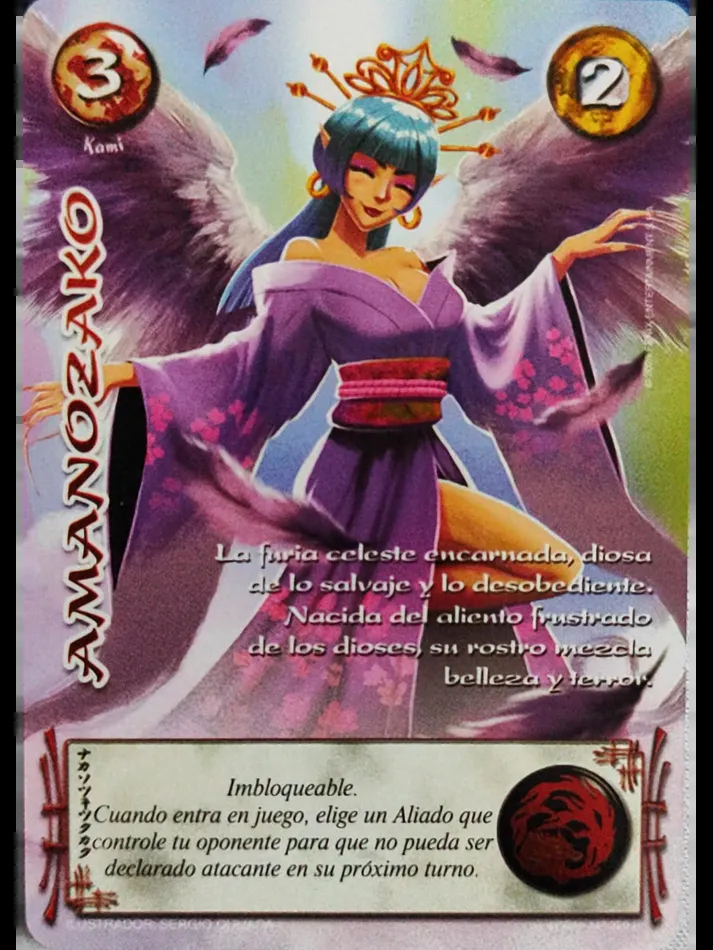 3
2
Kami
AMANOZAKO
La furia celeste encarnada, diosa
de lo salvaje y lo desobediente.
Nacida del aliento frustrado
de los dioses, su rostro mezcla
belleza y terror.
Imbloqueable.
Cuando entra en juego, elige un Aliado que
controle tu oponente para que no pueda ser
declarado atacante en su próximo turno.
ILUSTRADOR: SERGIO